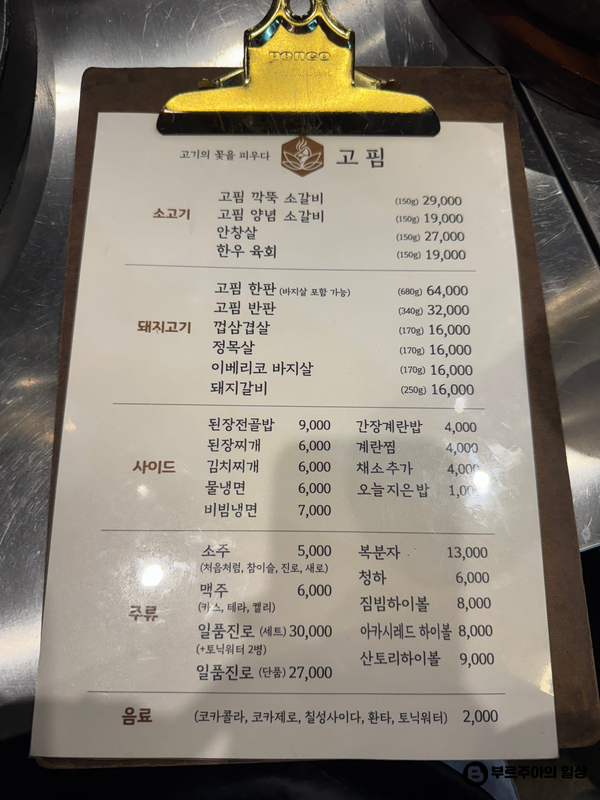 penco
고기의 꽃을 피우다 고핌
소고기
고핌 깍뚝 소갈비 (150g) 29,000
고핌 양념 소갈비 (150g) 19,000
안창살 (150g) 27,000
한우 육회 (150g) 19,000
돼지고기
고핌 한판 (바지살 포함 가능) (680g) 64,000
고핌 반판 (340g) 32,000
껍삼겹살 (170g) 16,000
정목살 (170g) 16,000
이베리코 바지살 (170g) 16,000
돼지갈비 (250g) 16,000
사이드
된장전골밥 9,000
된장찌개 6,000
김치찌개 6,000
물냉면 6,000
비빔냉면 7,000
간장계란밥 4,000
계란찜 4,000
채소추가 4,000
오늘지은밥 1,000
주류
소주 5,000
(처음처럼, 참이슬, 진로, 새로)
맥주 6,000
(카스, 테라, 켈리)
일품진로 (세트) 30,000
(+토닉워터 2병)
일품진로 (단품) 27,000
복분자 13,000
청하 6,000
짐빔하이볼 8,000
아카시레드 하이볼 8,000
산토리하이볼 9,000
음료 (코카콜라, 코카제로, 칠성사이다, 환타, 토닉워터) 2,000
B 부로주아의 일상